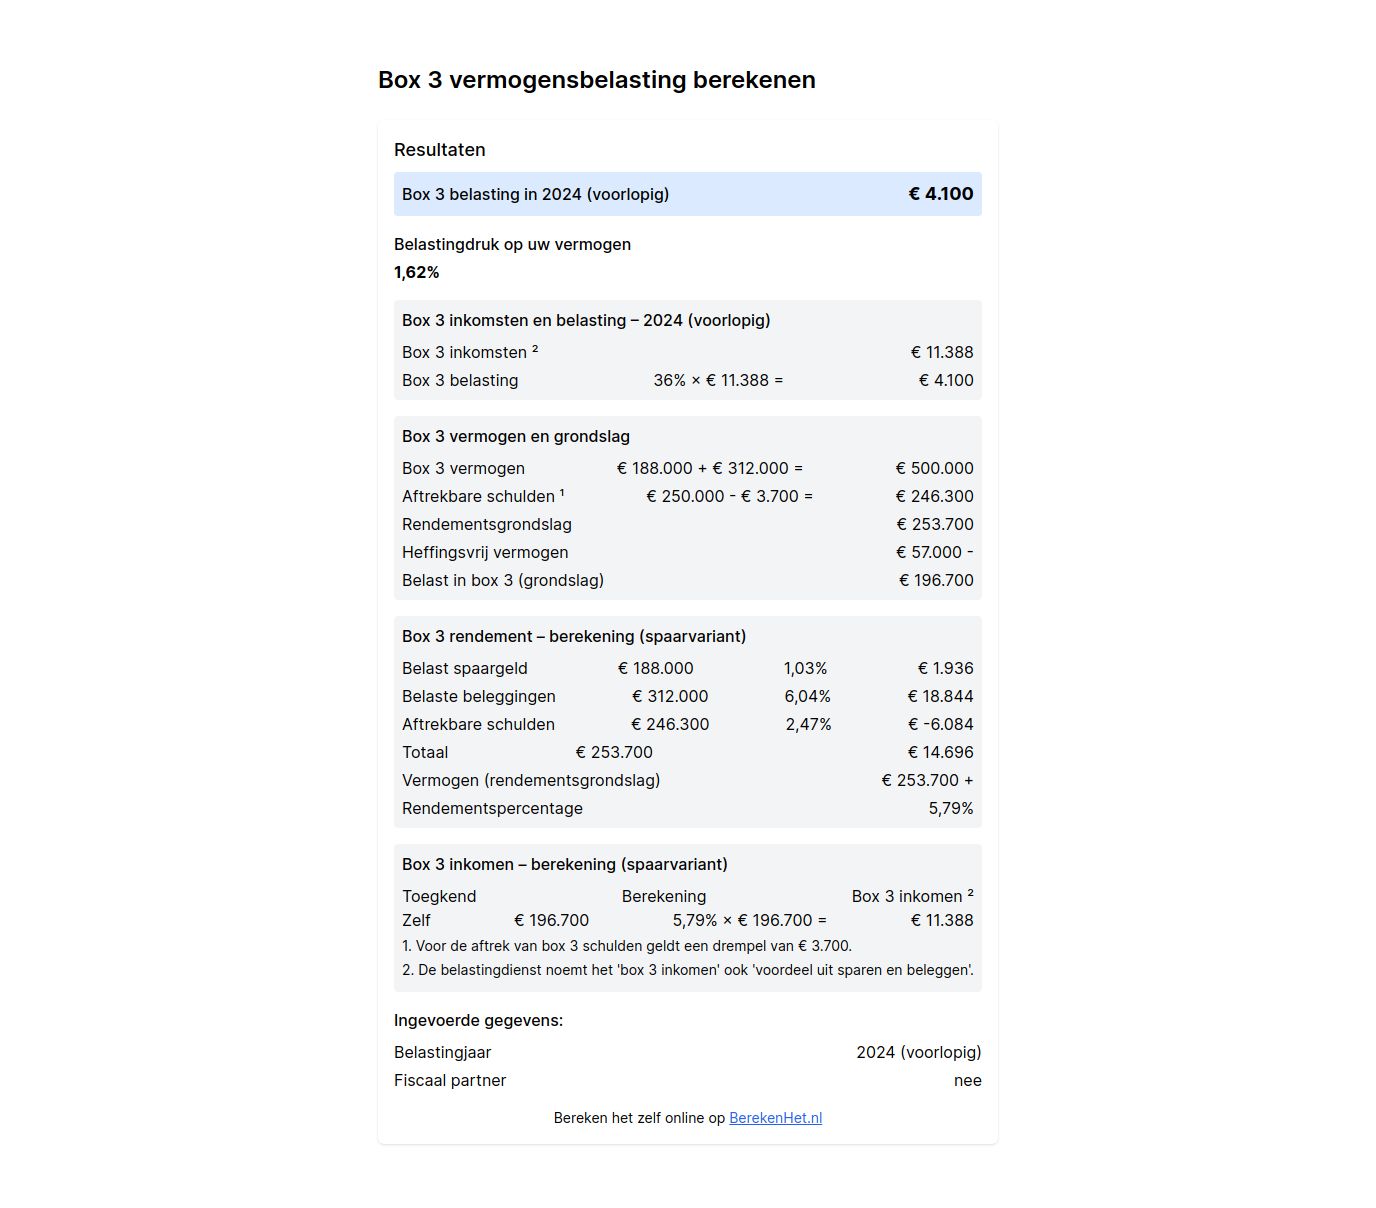 Box 3 vermogensbelasting berekenen
Resultaten
Box 3 belasting in 2024 (voorlopig) € 4.100
Belastingdruk op uw vermogen
1,62%
Box 3 inkomsten en belasting – 2024 (voorlopig)
Box 3 inkomsten ² € 11.388
Box 3 belasting 36% × € 11.388 = € 4.100
Box 3 vermogen en grondslag
Box 3 vermogen € 188.000 + € 312.000 = € 500.000
Aftrekbare schulden ¹ € 250.000 - € 3.700 = € 246.300
Rendementsgrondslag € 253.700
Heffingsvrij vermogen € 57.000 -
Belast in box 3 (grondslag) € 196.700
Box 3 rendement – berekening (spaarvariant)
Belast spaargeld € 188.000 1,03% € 1.936
Belaste beleggingen € 312.000 6,04% € 18.844
Aftrekbare schulden € 246.300 2,47% € -6.084
Totaal € 253.700 € 14.696
Vermogen (rendementsgrondslag) € 253.700 +
Rendementspercentage 5,79%
Box 3 inkomen – berekening (spaarvariant)
Toegkend Berekening Box 3 inkomen ²
Zelf € 196.700 5,79% × € 196.700 = € 11.388
1. Voor de aftrek van box 3 schulden geldt een drempel van € 3.700.
2. De belastingdienst noemt het 'box 3 inkomen' ook 'voordeel uit sparen en beleggen'.
Ingevoerde gegevens:
Belastingjaar 2024 (voorlopig)
Fiscaal partner nee
Bereken het zelf online op BerekenHet.nl